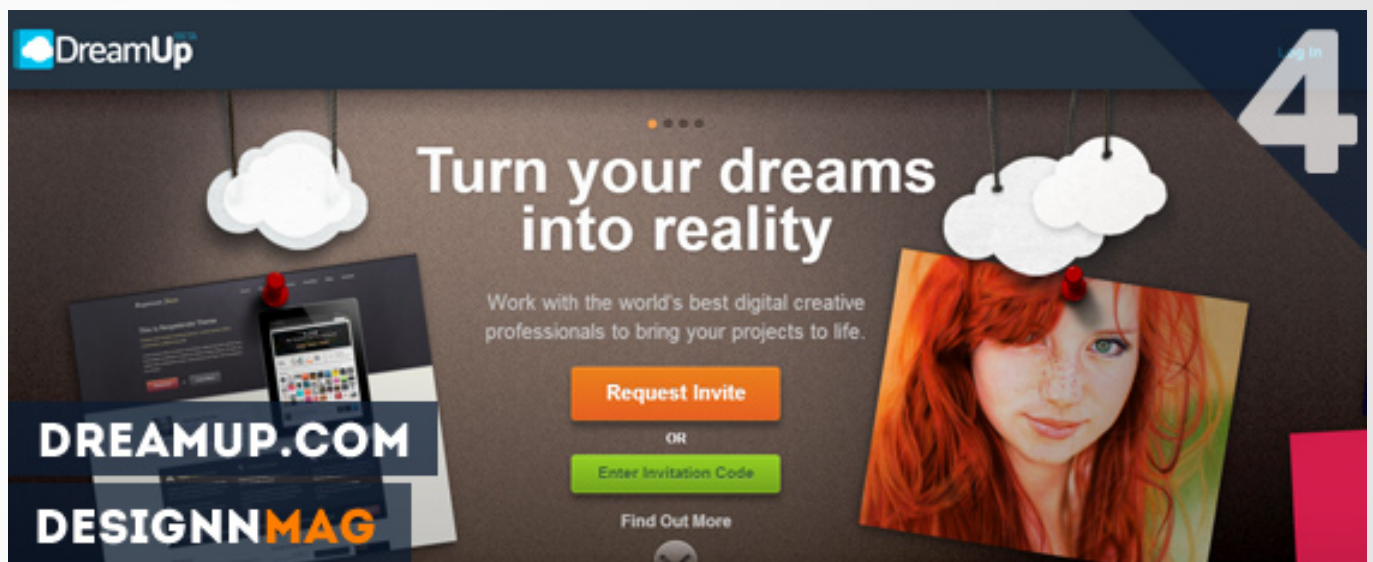 DreamUp
BETA
Log In
4
Turn your dreams
into reality
Work with the world's best digital creative
professionals to bring your projects to life.
Request Invite
OR
Enter Invitation Code
Find Out More
DREAMUP.COM
DESIGNNMAG